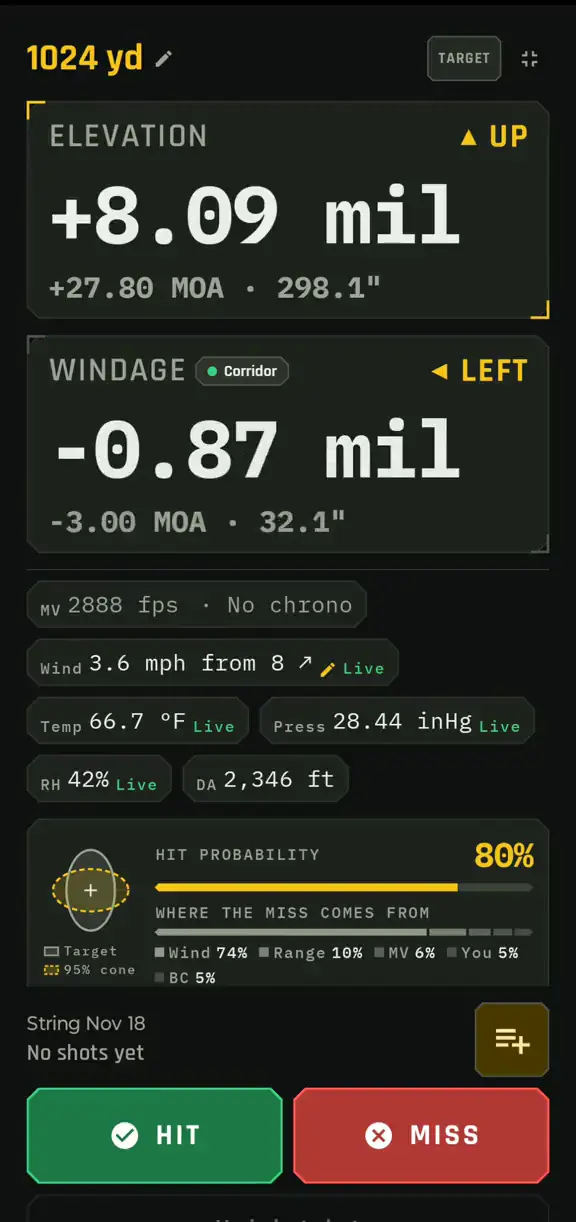 1024 yd
TARGET
ELEVATION
▲ UP
+8.09 mil
+27.80 MOA · 298.1"
WINDAGE
Corridor
◀ LEFT
-0.87 mil
-3.00 MOA · 32.1"
MV 2888 fps · No chrono
Wind 3.6 mph from 8 ↗ Live
Temp 66.7 °F Live
Press 28.44 inHg Live
RH 42% Live
DA 2,346 ft
HIT PROBABILITY
80%
WHERE THE MISS COMES FROM
Target
95% cone
Wind 74% Range 10% MV 6% You 5%
BC 5%
String Nov 18
No shots yet
HIT
MISS